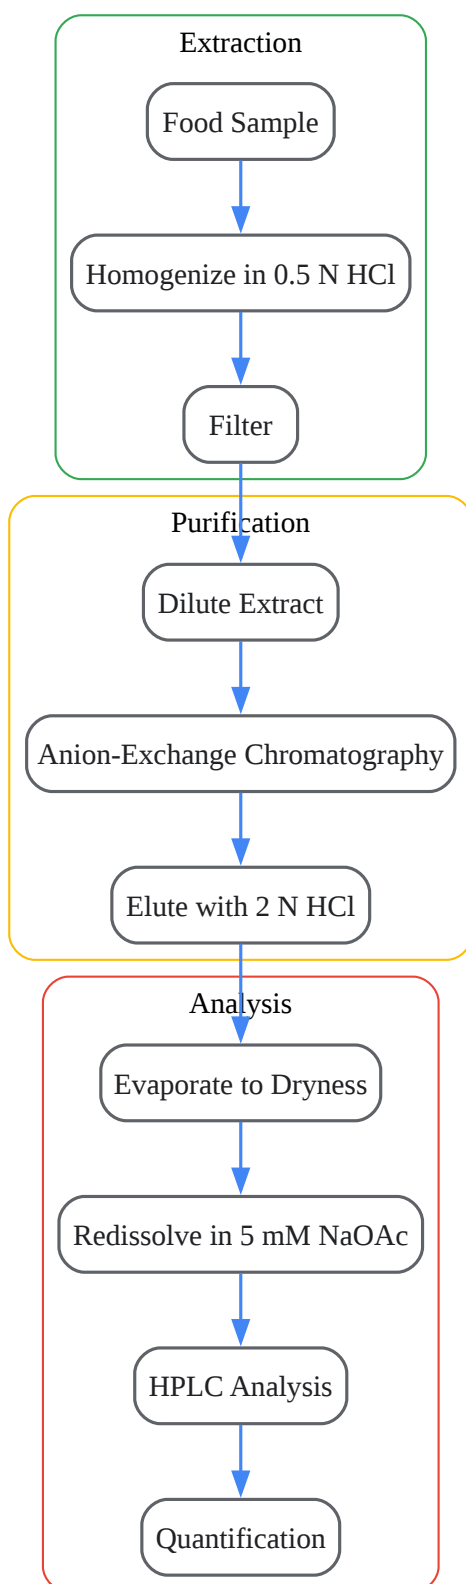 Extraction
Food Sample
Homogenize in 0.5 N HCl
Filter
Purification
Dilute Extract
Anion-Exchange Chromatography
Elute with 2 N HCl
Analysis
Evaporate to Dryness
Redissolve in 5 mM NaOAc
HPLC Analysis
Quantification